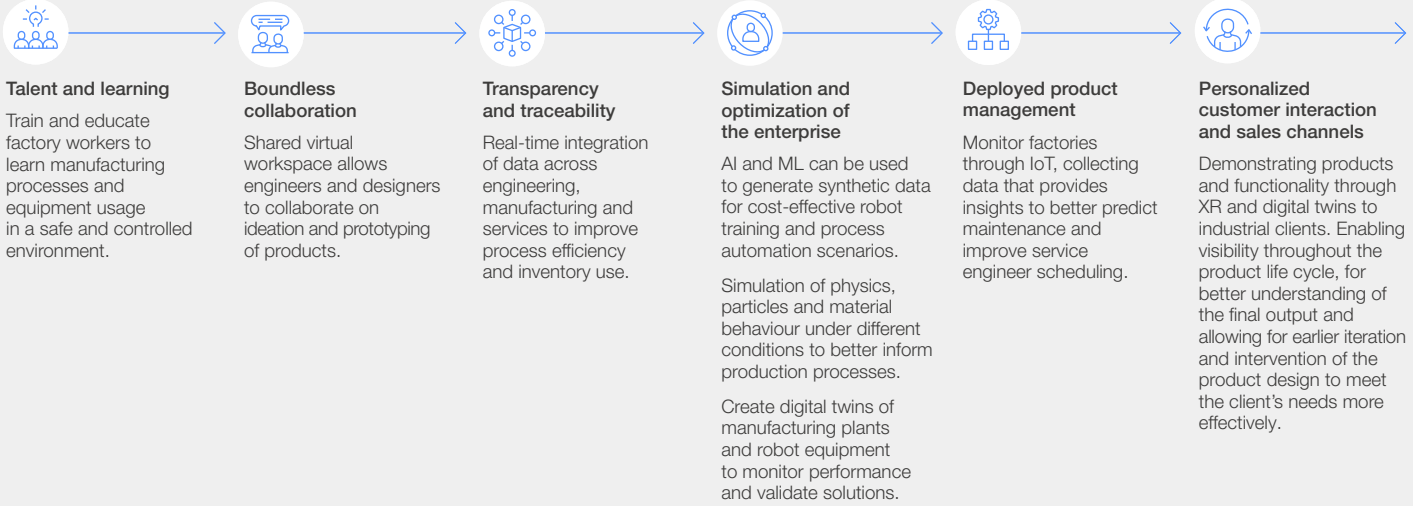 Talent and learning
Train and educate
factory workers to
learn manufacturing
processes and
equipment usage
in a safe and controlled
environment.
Boundless
collaboration
Shared virtual
workspace allows
engineers and designers
to collaborate on
ideation and prototyping
of products.
Transparency
and traceability
Real-time integration
of data across
engineering,
manufacturing and
services to improve
process efficiency
and inventory use.
Simulation and
optimization of
the enterprise
AI and ML can be used
to generate synthetic data
for cost-effective robot
training and process
automation scenarios.
Simulation of physics,
particles and material
behaviour under different
conditions to better inform
production processes.
Create digital twins of
manufacturing plants
and robot equipment
to monitor performance
and validate solutions.
Deployed product
management
Monitor factories
through IoT, collecting
data that provides
insights to better predict
maintenance and
improve service
engineer scheduling.
Personalized
customer interaction
and sales channels
Demonstrating products
and functionality through
XR and digital twins to
industrial clients. Enabling
visibility throughout the
product life cycle, for
better understanding of
the final output and
allowing for earlier iteration
and intervention of the
product design to meet
the client's needs more
effectively.